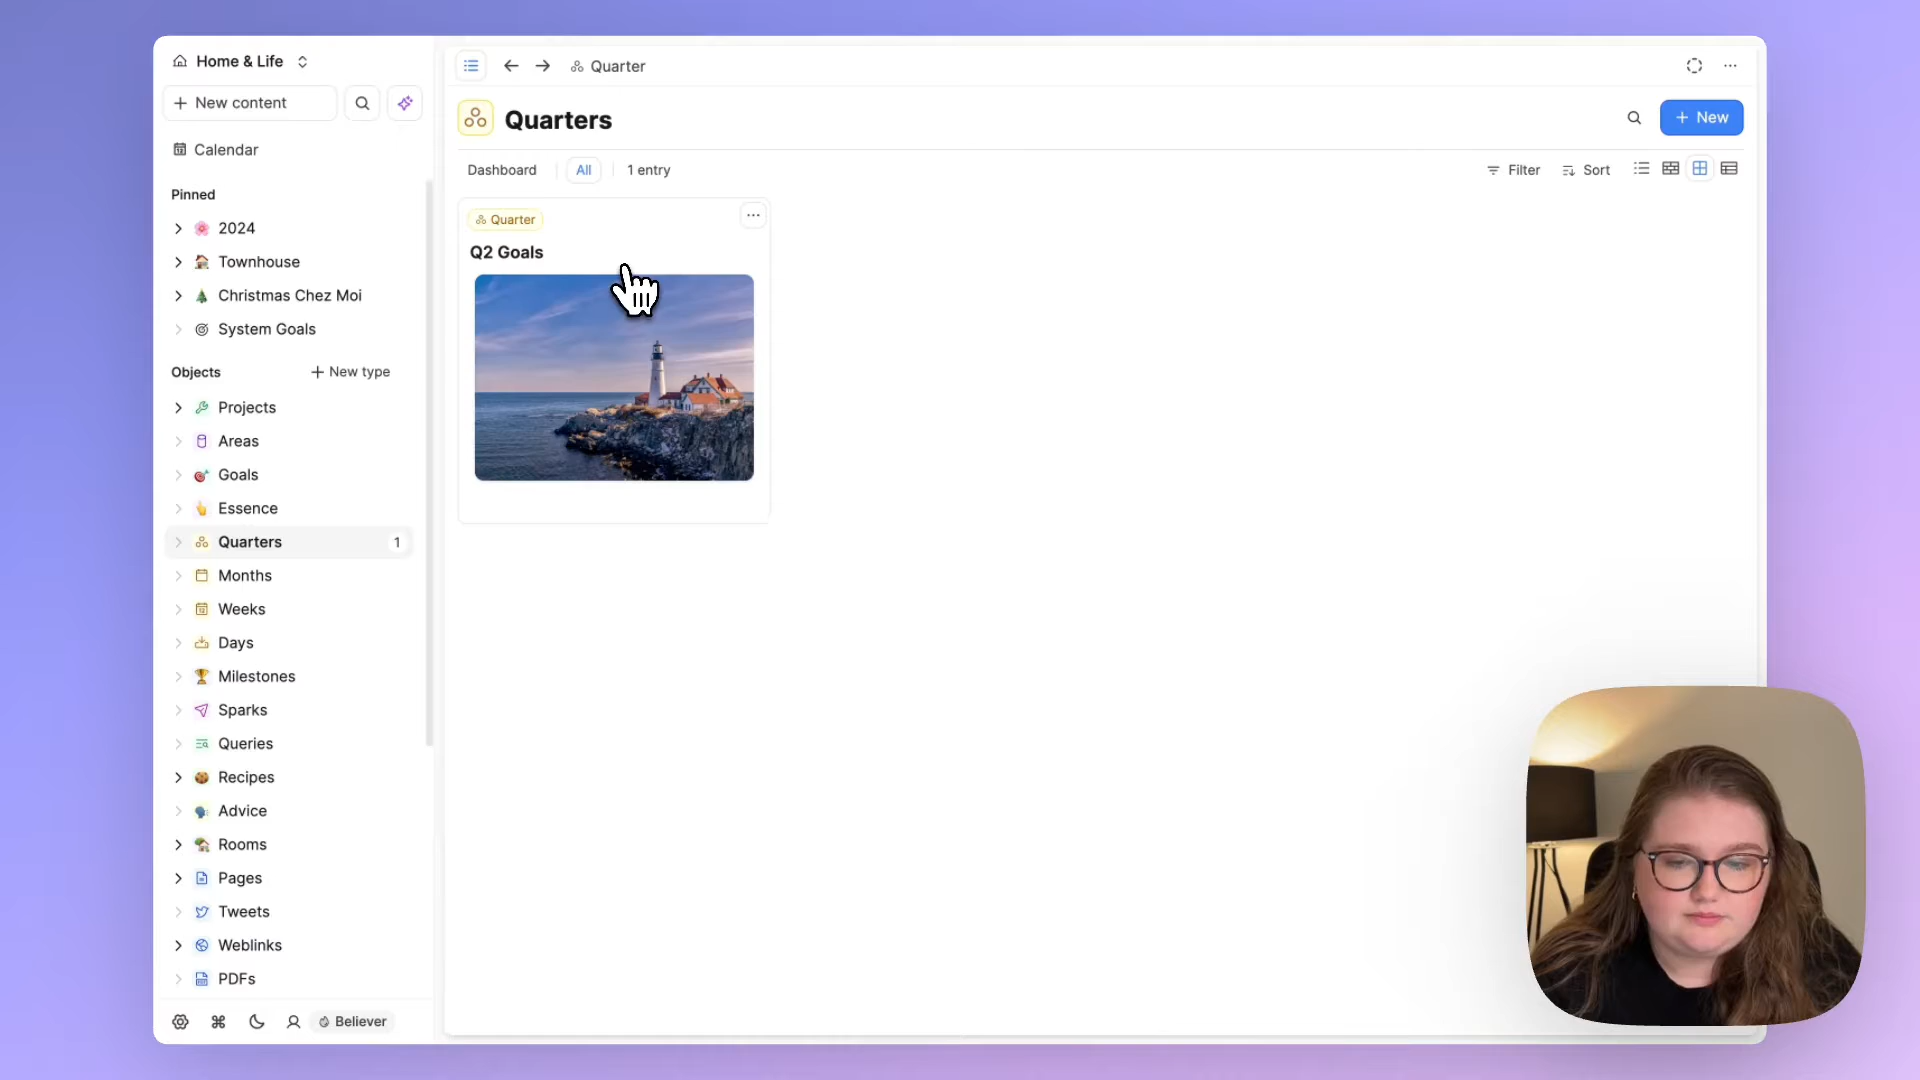 Home & Life
New content
Calendar
Pinned
2024
Townhouse
Christmas Chez Moi
System Goals
Objects
New type
Projects
Areas
Goals
Essence
Quarters 1
Months
Weeks
Days
Milestones
Sparks
Queries
Recipes
Advice
Rooms
Pages
Tweets
Weblinks
PDFs
Believer
Quarter
Quarters
New
Dashboard All 1 entry Filter Sort
Quarter
Q2 Goals